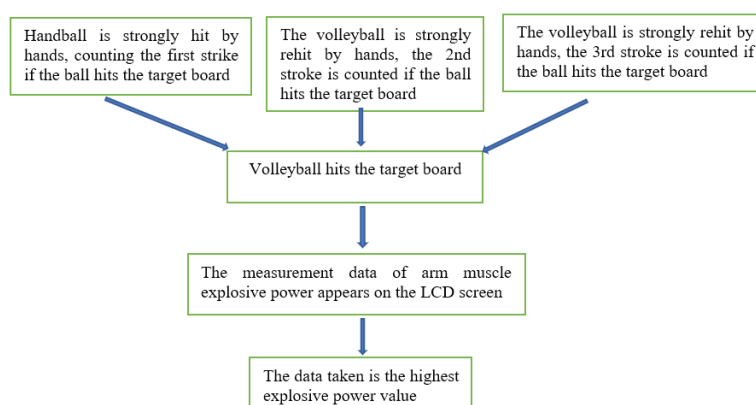 Handball is strongly hit by
hands, counting the first strike
if the ball hits the target board
The volleyball is strongly
rehit by hands, the 2nd
stroke is counted if the ball
hits the target board
The volleyball is strongly rehit by
hands, the 3rd stroke is counted if
the ball hits the target board
Volleyball hits the target board
The measurement data of arm muscle
explosive power appears on the LCD screen
The data taken is the highest
explosive power value